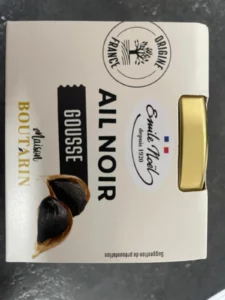 ORIGINE
FRANCE
Emile Noël
depuis 1920
AIL NOIR
GOUSSE
Maison
BOUTARIN
Suggestion de présentation